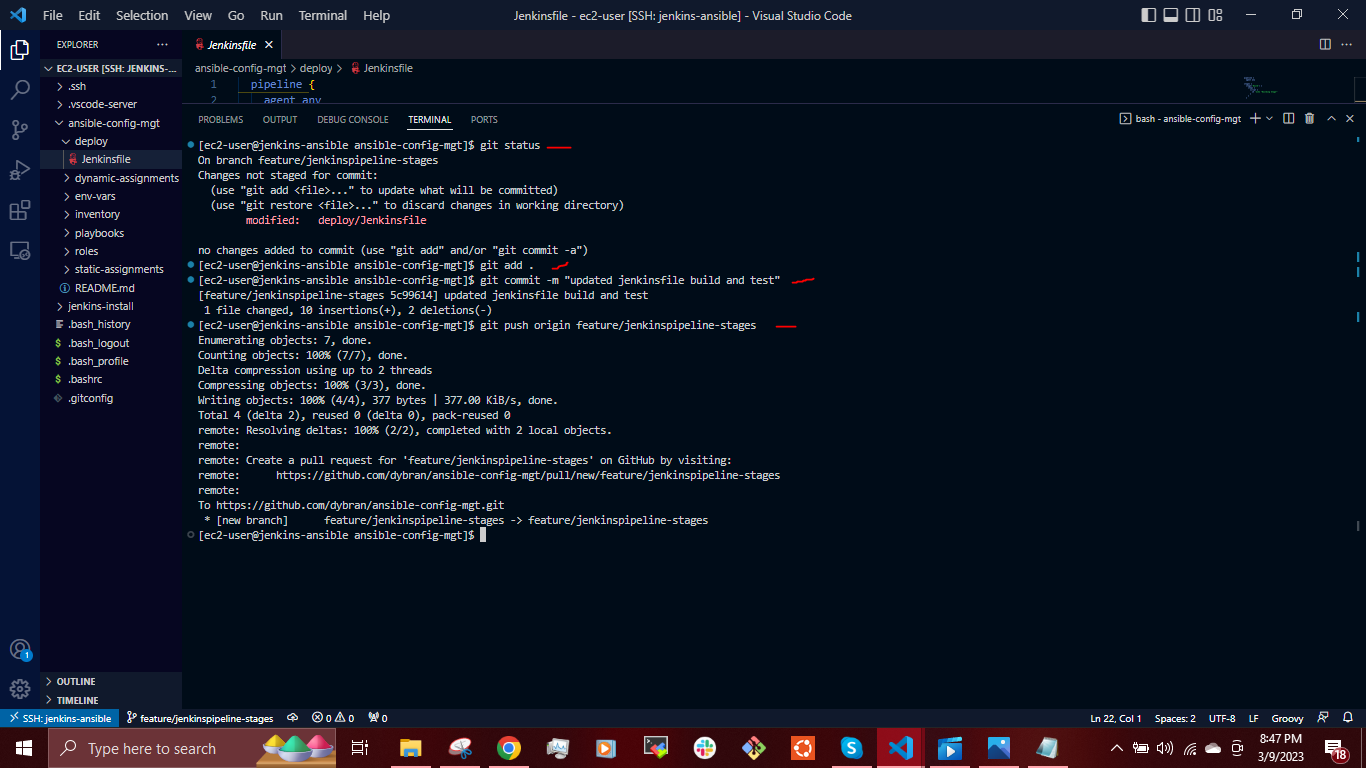 File Edit Selection View Go Run Terminal Help
Jenkinsfile - ec2-user [SSH: jenkins-ansible] - Visual Studio Code
EXPLORER
Jenkinsfile
EC2-USER [SSH: JENKINS-...
.ssh
.vscode-server
ansible-config-mgt
deploy
Jenkinsfile
dynamic-assignments
env-vars
inventory
playbooks
roles
static-assignments
README.md
jenkins-install
.bash_history
.bash_logout
.bash_profile
.bashrc
.gitconfig
OUTLINE
TIMELINE
ansible-config-mgt > deploy > Jenkinsfile
1 pipeline {
2 agent any
PROBLEMS OUTPUT DEBUG CONSOLE TERMINAL PORTS
bash - ansible-config-mgt
[ec2-user@jenkins-ansible ansible-config-mgt]$ git status
On branch feature/jenkinspipeline-stages
Changes not staged for commit:
(use "git add <file>..." to update what will be committed)
(use "git restore <file>..." to discard changes in working directory)
modified: deploy/Jenkinsfile
no changes added to commit (use "git add" and/or "git commit -a")
[ec2-user@jenkins-ansible ansible-config-mgt]$ git add .
[ec2-user@jenkins-ansible ansible-config-mgt]$ git commit -m "updated jenkinsfile build and test"
[feature/jenkinspipeline-stages 5c99614] updated jenkinsfile build and test
1 file changed, 10 insertions(+), 2 deletions(-)
[ec2-user@jenkins-ansible ansible-config-mgt]$ git push origin feature/jenkinspipeline-stages
Enumerating objects: 7, done.
Counting objects: 100% (7/7), done.
Delta compression using up to 2 threads
Compressing objects: 100% (3/3), done.
Writing objects: 100% (4/4), 377 bytes | 377.00 KiB/s, done.
Total 4 (delta 2), reused 0 (delta 0), pack-reused 0
remote: Resolving deltas: 100% (2/2), completed with 2 local objects.
remote:
remote: Create a pull request for 'feature/jenkinspipeline-stages' on GitHub by visiting:
remote: https://github.com/dybran/ansible-config-mgt/pull/new/feature/jenkinspipeline-stages
remote:
To https://github.com/dybran/ansible-config-mgt.git
* [new branch] feature/jenkinspipeline-stages -> feature/jenkinspipeline-stages
[ec2-user@jenkins-ansible ansible-config-mgt]$
1
SSH: jenkins-ansible feature/jenkinspipeline-stages 0 0 0
Ln 22, Col 1 Spaces: 2 UTF-8 LF Groovy
Type here to search
8:47 PM
3/9/2023
18